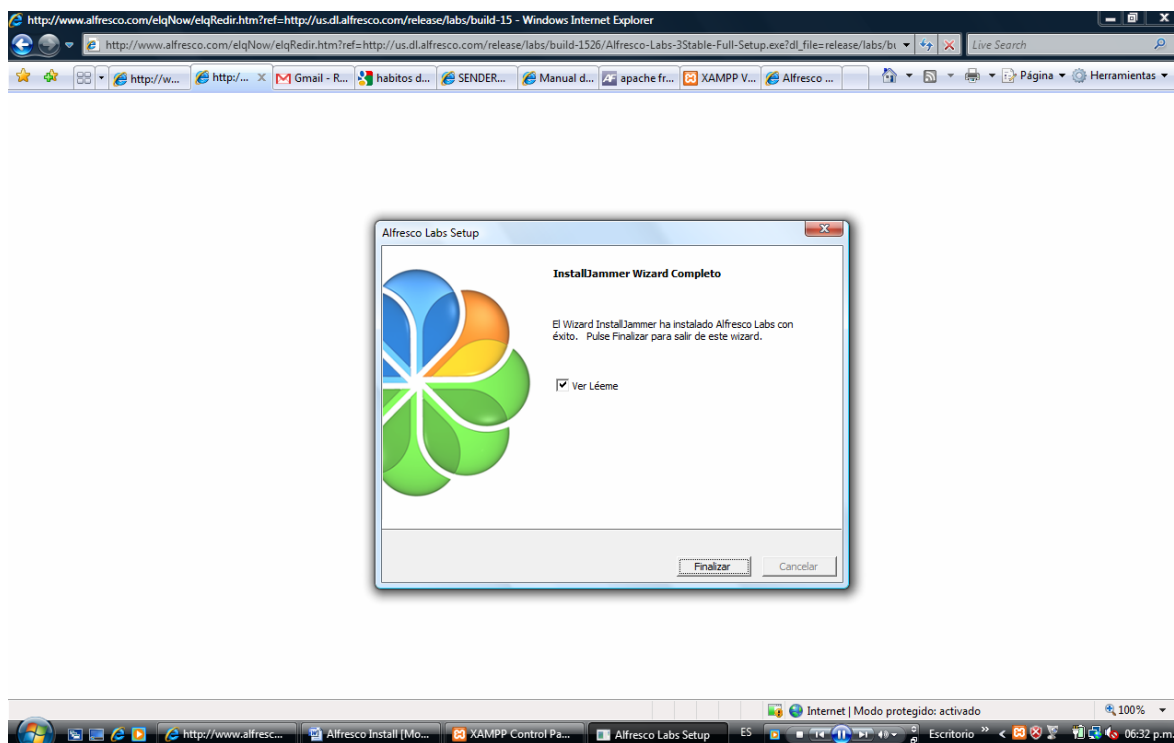 http://www.alfresco.com/elqNow/elqRedir.htm?ref=http://us.dl.alfresco.com/release/labs/build-15 - Windows Internet Explorer
http://www.alfresco.com/elqNow/elqRedir.htm?ref=http://us.dl.alfresco.com/release/labs/build-1526/Alfresco-Labs-3Stable-Full-Setup.exe?dl_file=release/labs/bu
Live Search
http://w... http:/... Gmail - R... habitos d... SENDER... Manual d... apache fr... XAMPP V... Alfresco ... Página Herramientas
Alfresco Labs Setup
InstallJammer Wizard Completo
El Wizard InstallJammer ha instalado Alfresco Labs con
éxito. Pulse Finalizar para salir de este wizard.
Ver Léeme
Finalizar Cancelar
Internet | Modo protegido: activado 100%
http://www.alfresc... Alfresco Install [Mo... XAMPP Control Pa... Alfresco Labs Setup ES Escritorio 06:32 p.m.